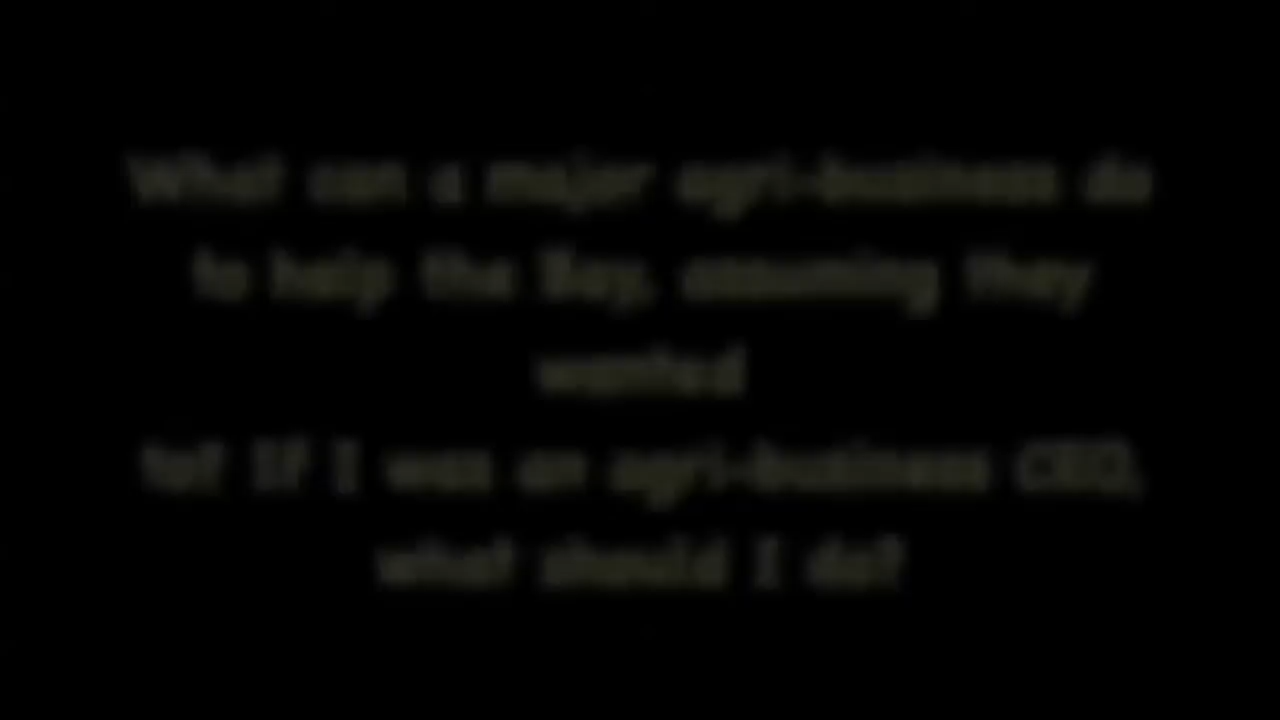 What can a major agri-business do
to help the Bay, assuming they
wanted
to? If I was an agri-business CEO,
what should I do?